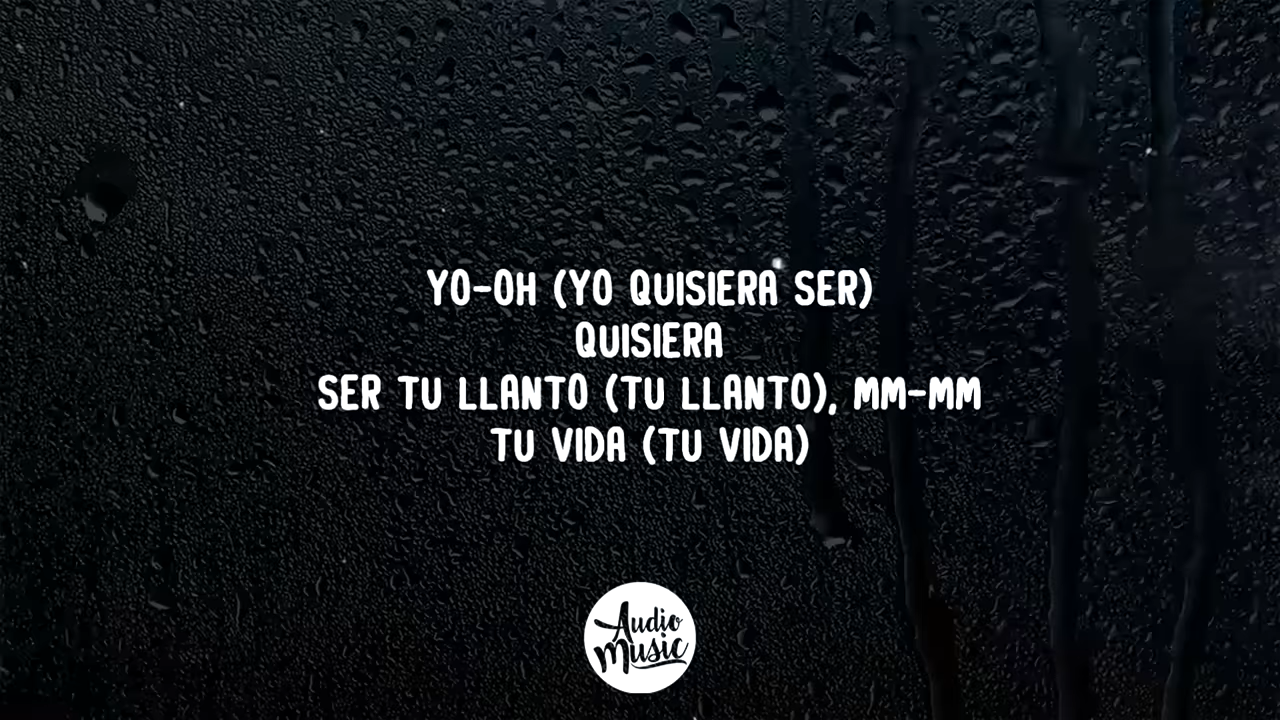 YO-OH (YO QUISIERA SER)
QUISIERA
SER TU LLANTO (TU LLANTO), MM-MM
TU VIDA (TU VIDA)
Audio
Music